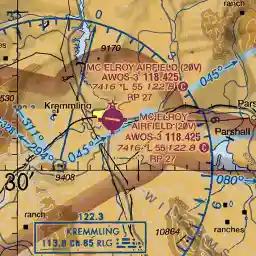 ranch
9170
MC ELROY AIRFIELD (20V)
AWOS-3 118.425
7416 *L 55 122.8 C
RP 27
045°
Kremmling
MC ELROY
AIRFIELD (20V)
AWOS-3 118.425
7416 *L 55 122.8 C
RP 27
Parshall
311°
294°
045°
30'
9408
080°
122.3
KREMMLING
113.8 Ch 85 RLG
ranches
ranch
10864